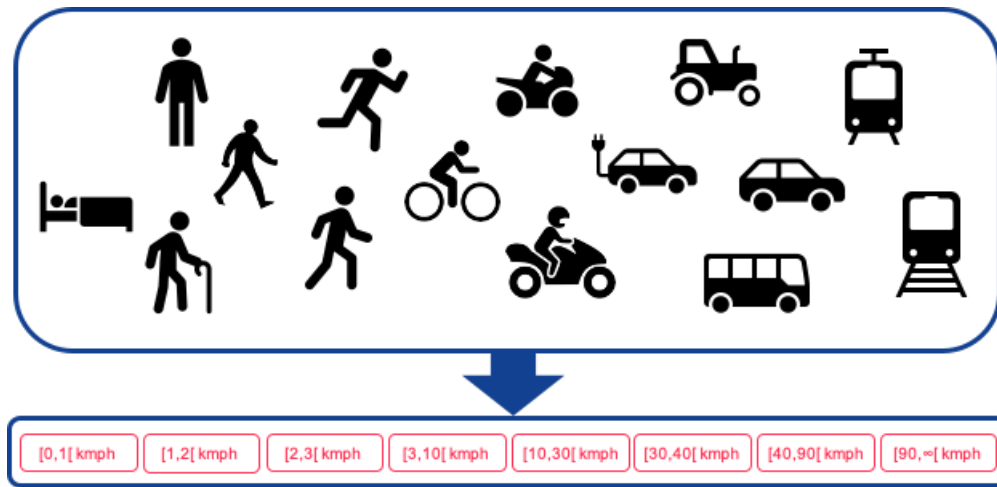 [0,1[ kmph
[1,2[ kmph
[2,3[ kmph
[3,10[ kmph
[10,30[ kmph
[30,40[ kmph
[40,90[ kmph
[90,∞[ kmph